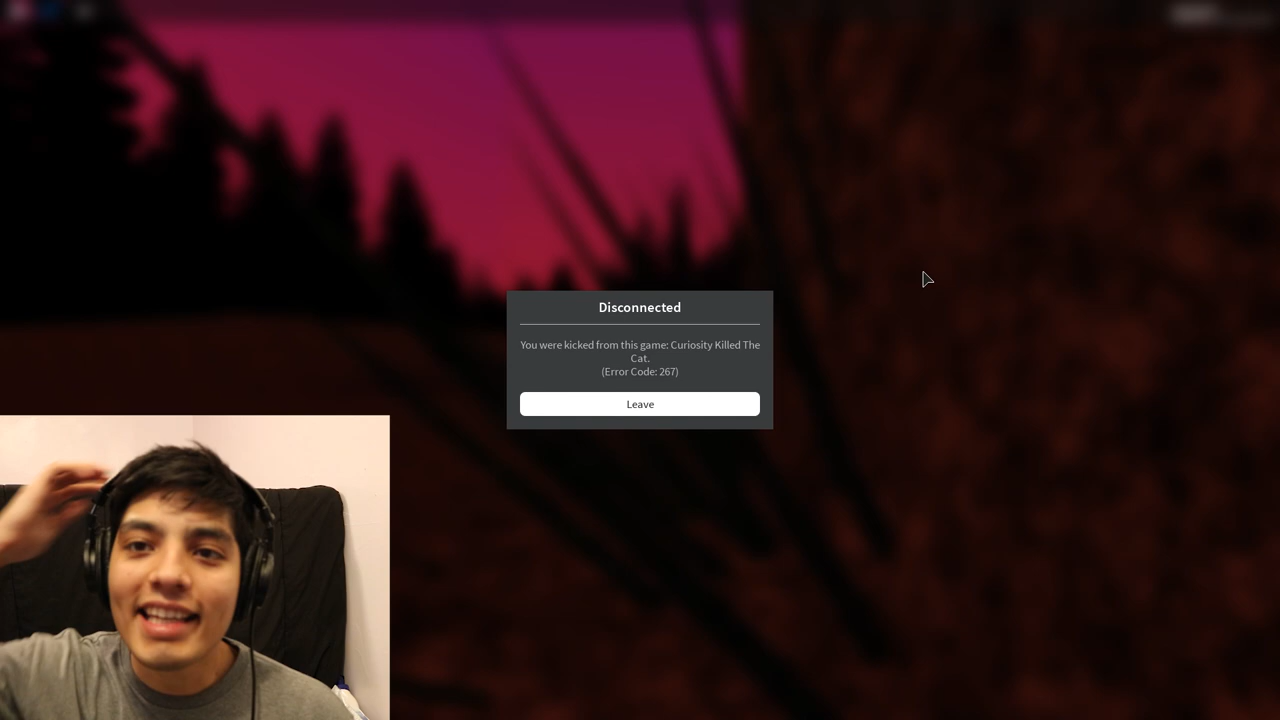 Disconnected
You were kicked from this game: Curiosity Killed The
Cat.
(Error Code: 267)
Leave